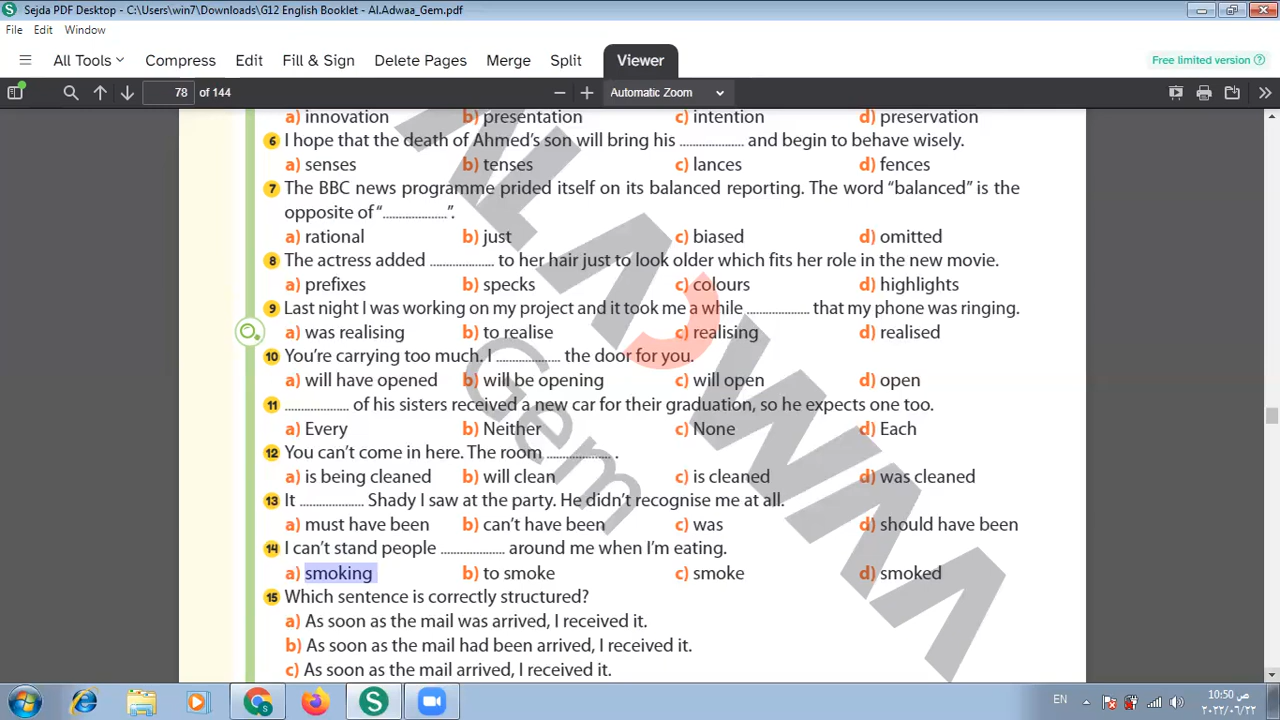 Sejda PDF Desktop - C:\Users\win7\Downloads\G12 English Booklet - Al.Adwaa_Gem.pdf
File Edit Window
All Tools Compress Edit Fill & Sign Delete Pages Merge Split Viewer Free limited version
78 of 144 Automatic Zoom
a) innovation b) presentation c) intention d) preservation
6 I hope that the death of Ahmed's son will bring his ................... and begin to behave wisely.
a) senses b) tenses c) lances d) fences
7 The BBC news programme prided itself on its balanced reporting. The word “balanced” is the
opposite of “...................”.
a) rational b) just c) biased d) omitted
8 The actress added ................... to her hair just to look older which fits her role in the new movie.
a) prefixes b) specks c) colours d) highlights
9 Last night I was working on my project and it took me a while ................... that my phone was ringing.
a) was realising b) to realise c) realising d) realised
10 You're carrying too much. I ................... the door for you.
a) will have opened b) will be opening c) will open d) open
11 ................... of his sisters received a new car for their graduation, so he expects one too.
a) Every b) Neither c) None d) Each
12 You can't come in here. The room ................... .
a) is being cleaned b) will clean c) is cleaned d) was cleaned
13 It ................... Shady I saw at the party. He didn't recognise me at all.
a) must have been b) can't have been c) was d) should have been
14 I can't stand people ................... around me when I'm eating.
a) smoking b) to smoke c) smoke d) smoked
15 Which sentence is correctly structured?
a) As soon as the mail was arrived, I received it.
b) As soon as the mail had been arrived, I received it.
c) As soon as the mail arrived, I received it.
ALADWAA
Gem
EN
10:50 ص
٢٠٢٢/٠٦/٢٢